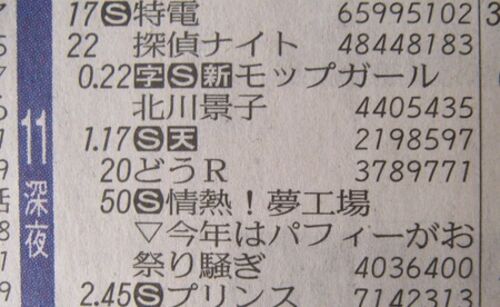 17Ⓢ特電 65995102
22 探偵ナイト 48448183
0.22字Ⓢ新モップガール
北川景子 4405435
1.17Ⓢ天 2198597
20どうR 3789771
50Ⓢ情熱！夢工場
▽今年はパフィーがお
祭り騒ぎ 4036400
2.45Ⓢプリンス 7142313
11
深夜